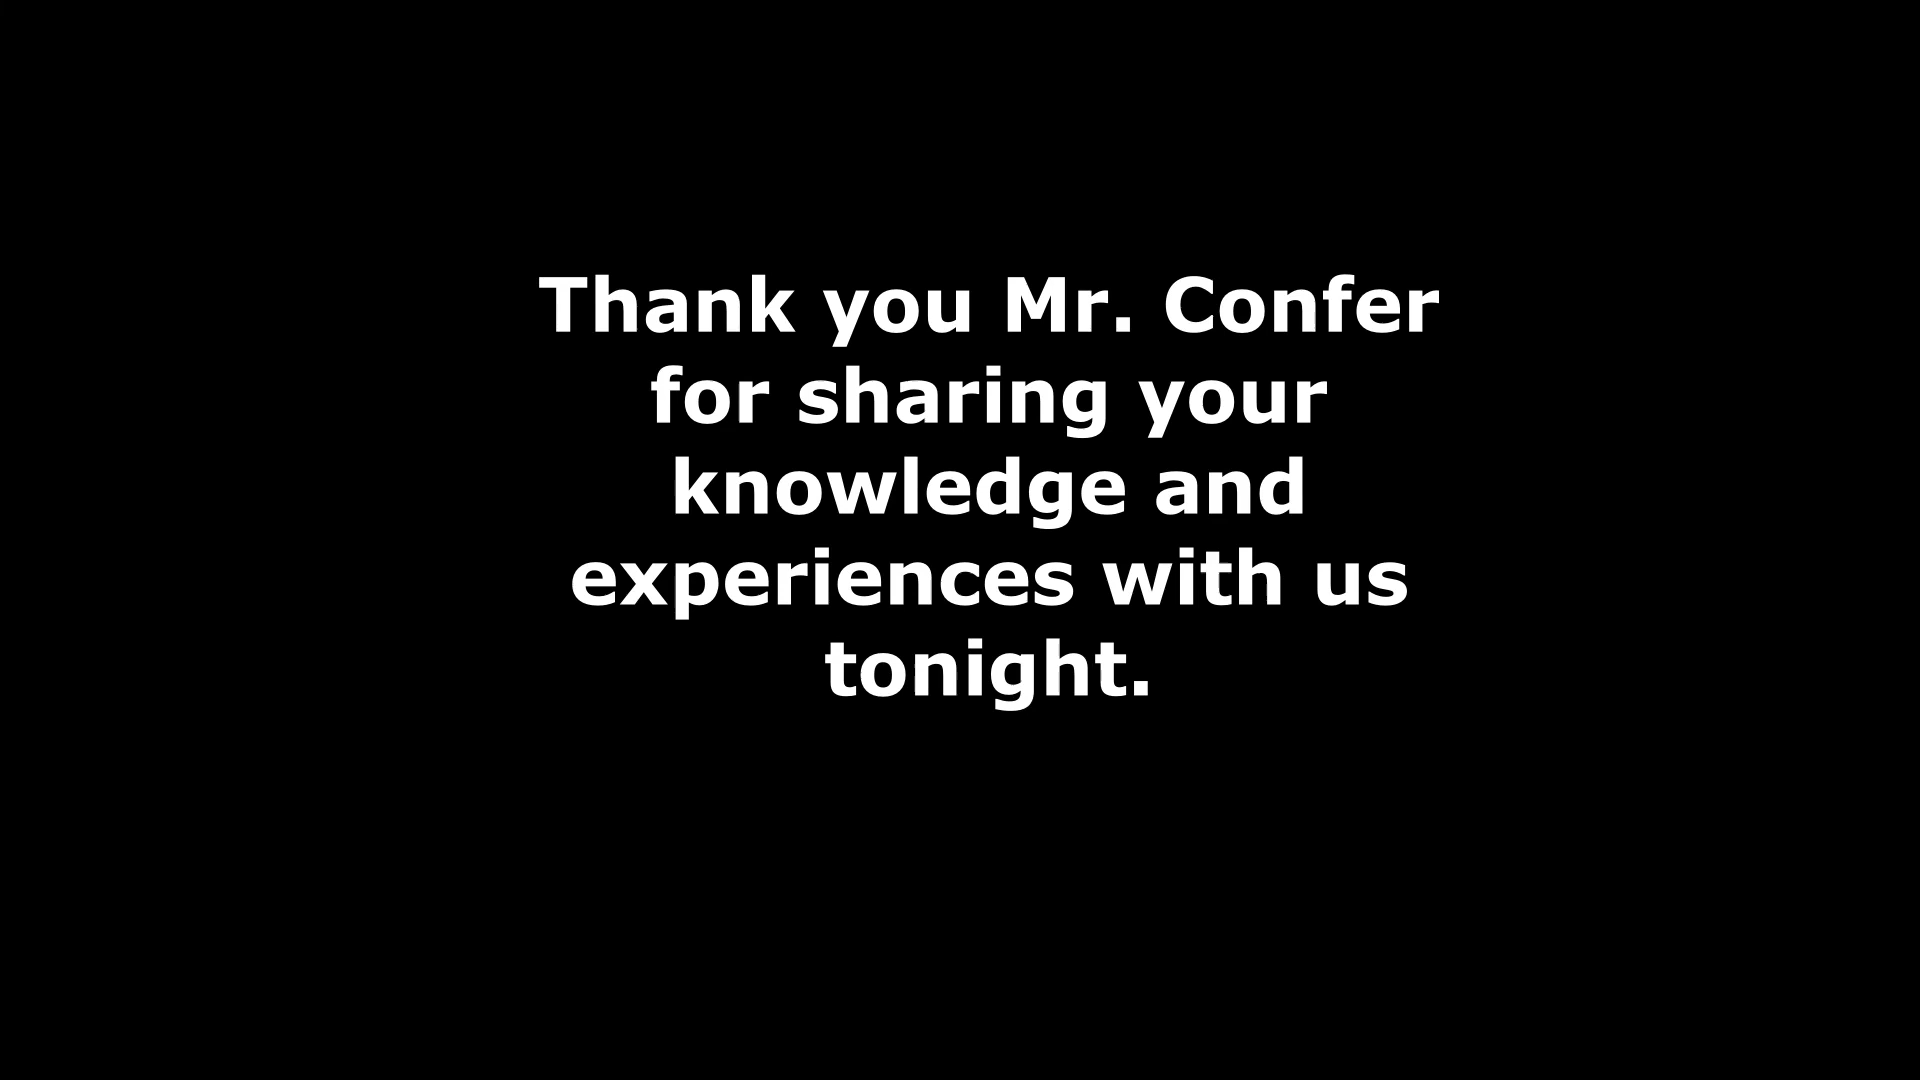 Thank you Mr. Confer
for sharing your
knowledge and
experiences with us
tonight.